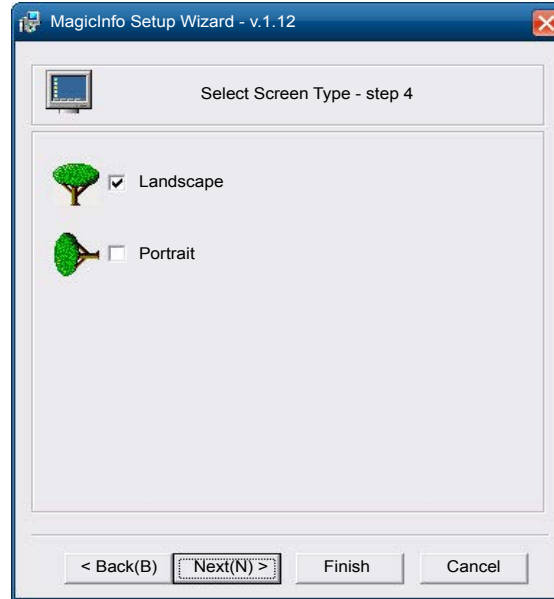 MagicInfo Setup Wizard - v.1.12
Select Screen Type - step 4
Landscape
Portrait
< Back(B) Next(N) > Finish Cancel